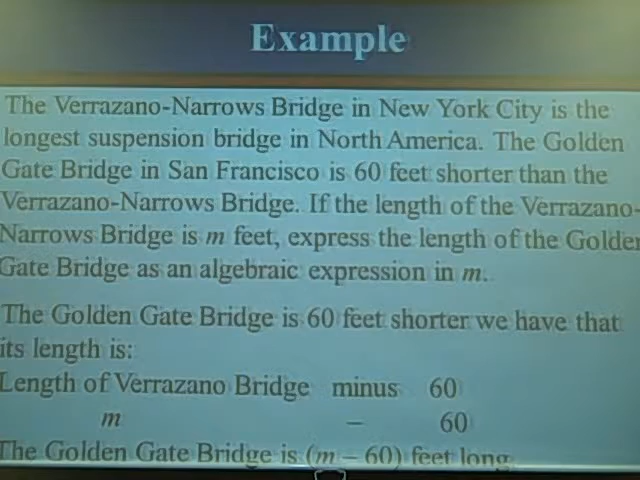 Example
The Verrazano-Narrows Bridge in New York City is the
longest suspension bridge in North America. The Golden
Gate Bridge in San Francisco is 60 feet shorter than the
Verrazano-Narrows Bridge. If the length of the Verrazano-
Narrows Bridge is m feet, express the length of the Golden
Gate Bridge as an algebraic expression in m.
The Golden Gate Bridge is 60 feet shorter we have that
its length is:
Length of Verrazano Bridge minus 60
m – 60
The Golden Gate Bridge is (m – 60) feet long